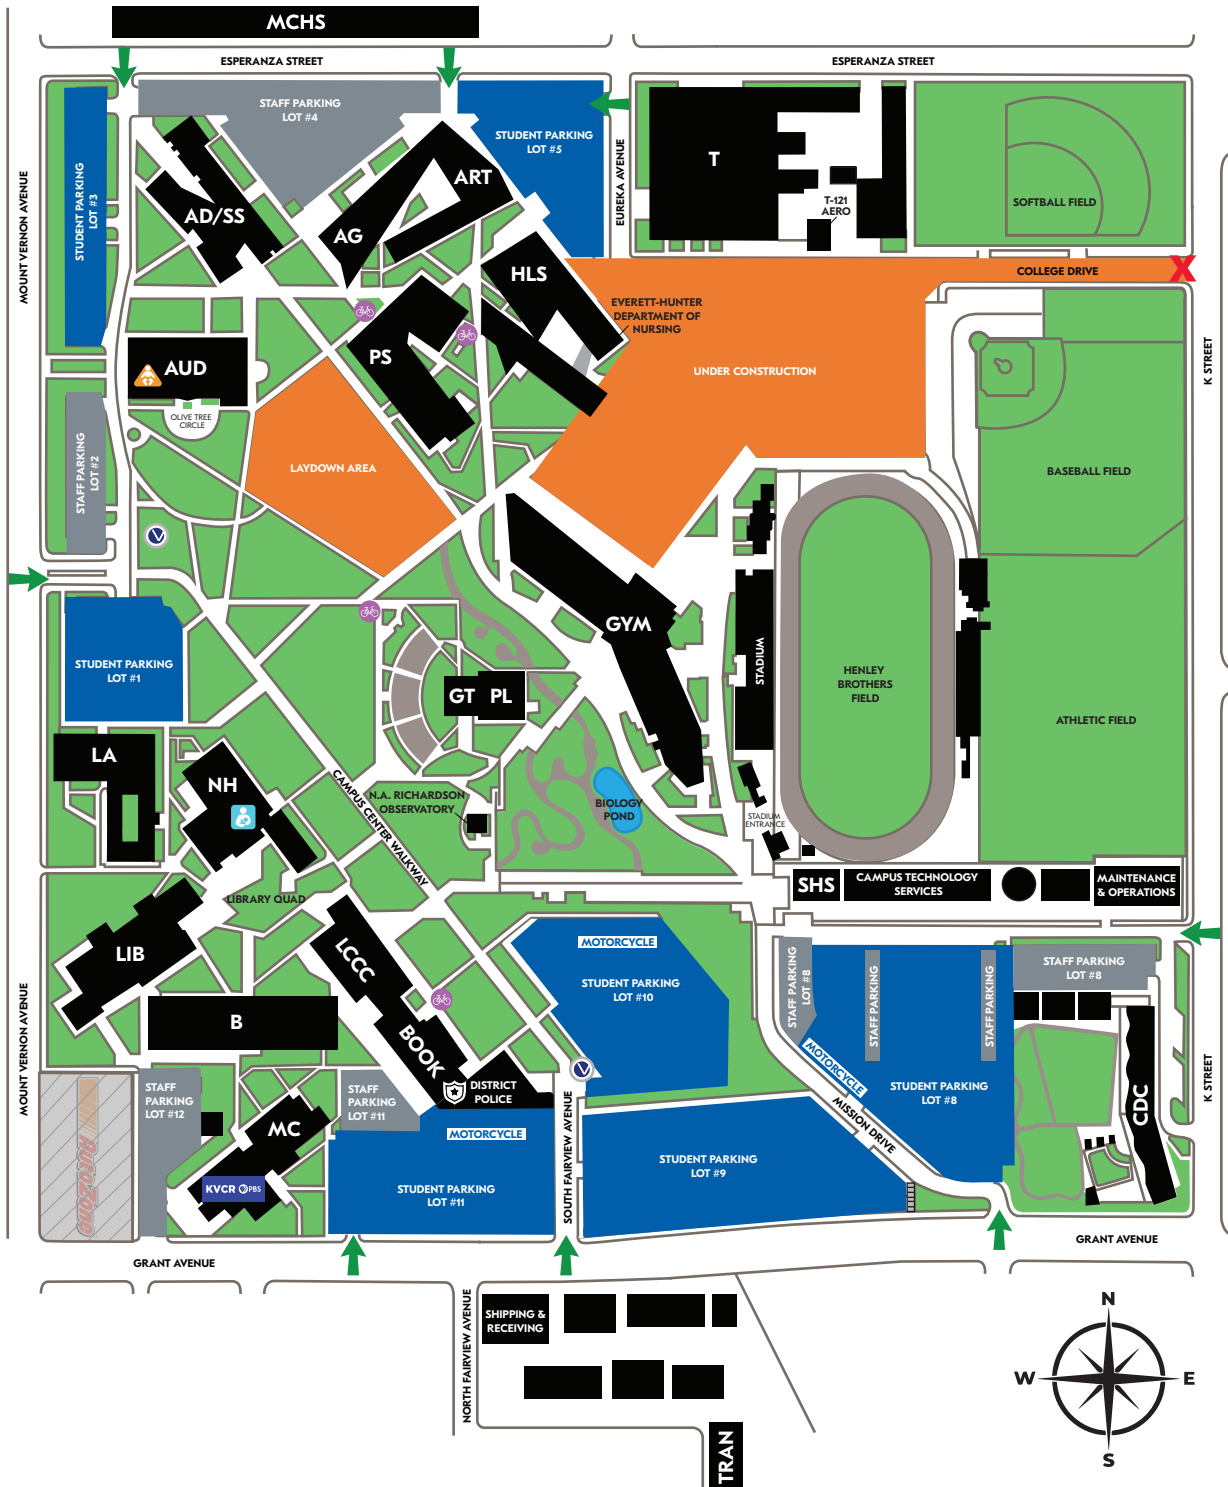 MCHS
ESPERANZA STREET
ESPERANZA STREET
STAFF PARKING
LOT #4
STUDENT PARKING
LOT #5
STUDENT PARKING
LOT #3
MOUNT VERNON AVENUE
EUREKA AVENUE
AD/SS
ART
AG
T
T-121
AERO
SOFTBALL FIELD
COLLEGE DRIVE
X
HLS
EVERETT-HUNTER
DEPARTMENT OF
NURSING
PS
AUD
OLIVE TREE
CIRCLE
UNDER CONSTRUCTION
K STREET
STAFF PARKING
LOT #2
LAYDOWN AREA
BASEBALL FIELD
V
STUDENT PARKING
LOT #1
GYM
STADIUM
HENLEY
BROTHERS
FIELD
ATHLETIC FIELD
GT
PL
LA
NH
CAMPUS CENTER WALKWAY
N.A. RICHARDSON
OBSERVATORY
BIOLOGY
POND
STADIUM
ENTRANCE
SHS
CAMPUS TECHNOLOGY
SERVICES
MAINTENANCE
& OPERATIONS
LIBRARY QUAD
LIB
LCCC
MOTORCYCLE
STUDENT PARKING
LOT #10
STAFF PARKING
LOT #8
STAFF PARKING
STAFF PARKING
STAFF PARKING
LOT #8
B
BOOK
MOUNT VERNON AVENUE
K STREET
V
MOTORCYCLE
STUDENT PARKING
LOT #8
MISSION DRIVE
CDC
STAFF
PARKING
LOT #12
STAFF
PARKING
LOT #11
DISTRICT
POLICE
MOTORCYCLE
MC
AutoZone
KVCR PBS
STUDENT PARKING
LOT #11
SOUTH FAIRVIEW AVENUE
STUDENT PARKING
LOT #9
GRANT AVENUE
GRANT AVENUE
NORTH FAIRVIEW AVENUE
SHIPPING &
RECEIVING
TRAN
N
W
E
S